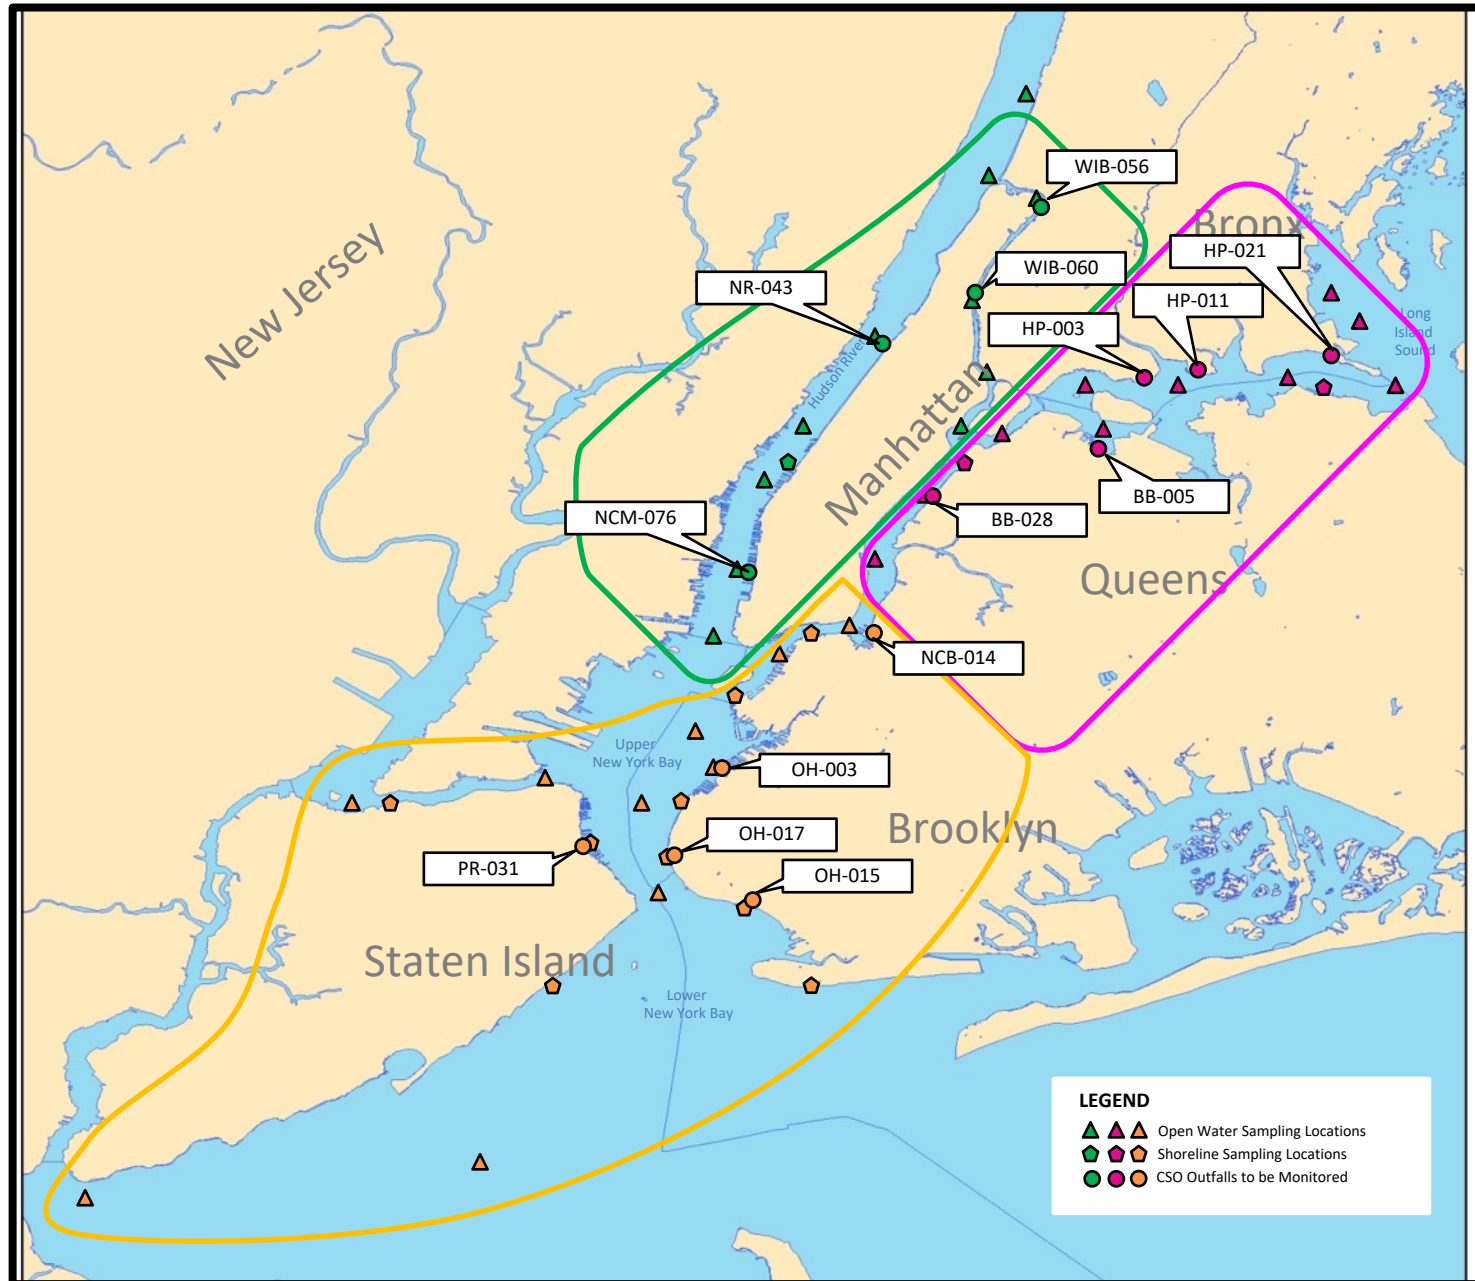 WIB-056
Bronx
HP-021
New Jersey
WIB-060
NR-043
HP-011
HP-003
Long
Island
Sound
Hudson River
Manhattan
BB-005
NCM-076
BB-028
Queens
NCB-014
Upper
New York Bay
OH-003
Brooklyn
OH-017
PR-031
OH-015
Staten Island
Lower
New York Bay
LEGEND
Open Water Sampling Locations
Shoreline Sampling Locations
CSO Outfalls to be Monitored